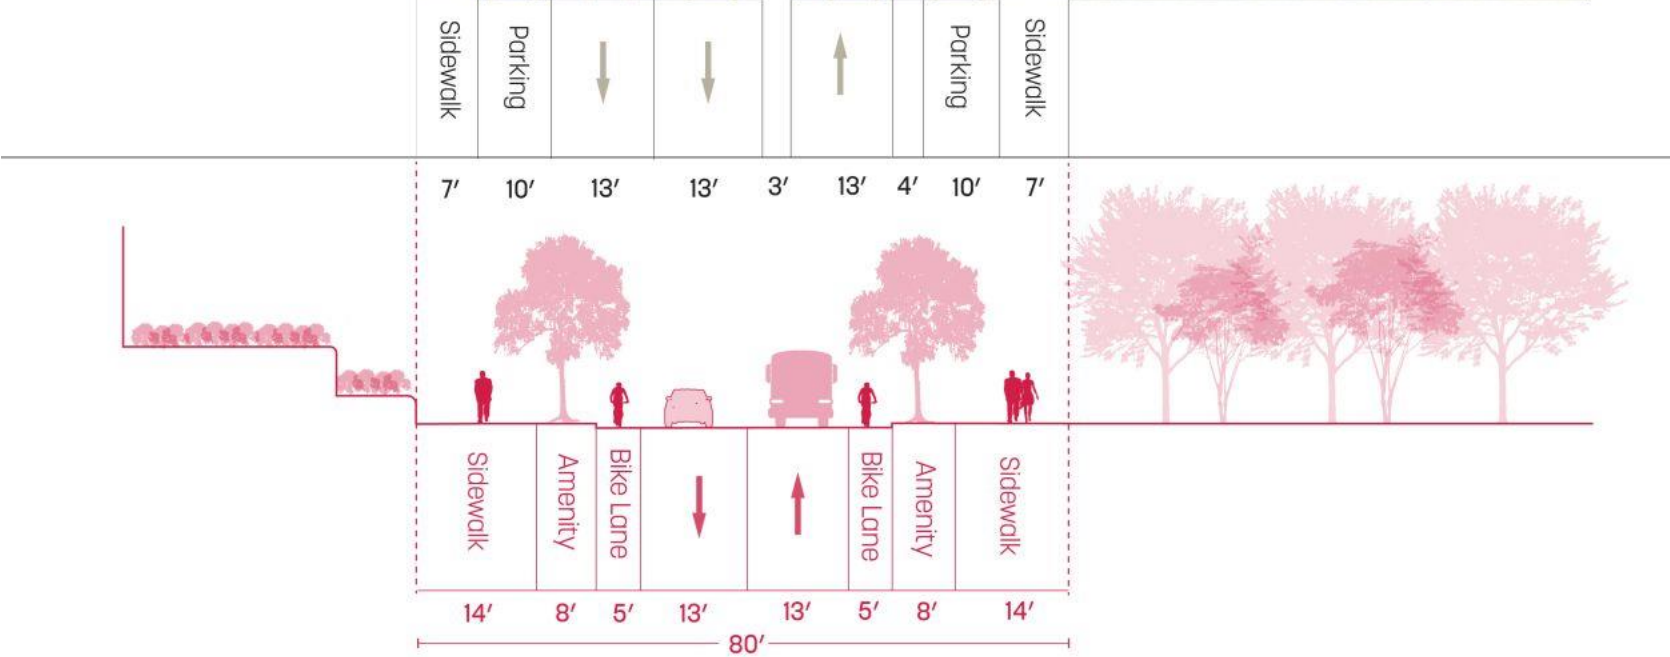 Sidewalk
Parking
Parking
Sidewalk
7′ 10′ 13′ 13′ 3′ 13′ 4′ 10′ 7′
Sidewalk
Amenity
Bike Lane
Bike Lane
Amenity
Sidewalk
14′ 8′ 5′ 13′ 13′ 5′ 8′ 14′
80′